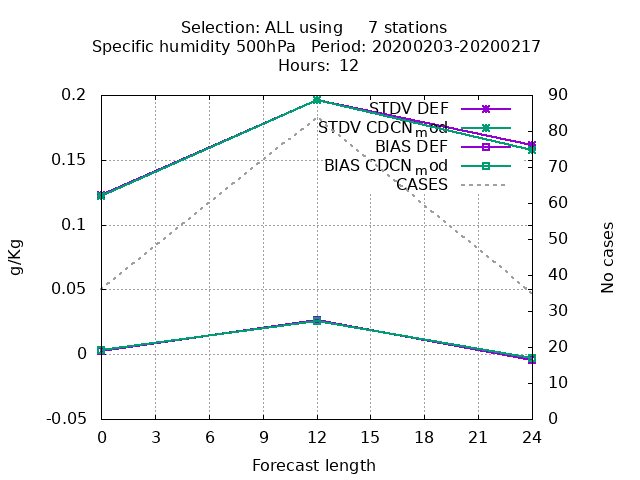 Selection: ALL using 7 stations
Specific humidity 500hPa Period: 20200203-20200217
Hours: 12
0.2
0.15
0.1
0.05
0
-0.05
g/Kg
STDV DEF
STDV CDCNmod
BIAS DEF
BIAS CDCNmod
CASES
90
80
70
60
50
40
30
20
10
0
No cases
0 3 6 9 12 15 18 21 24
Forecast length